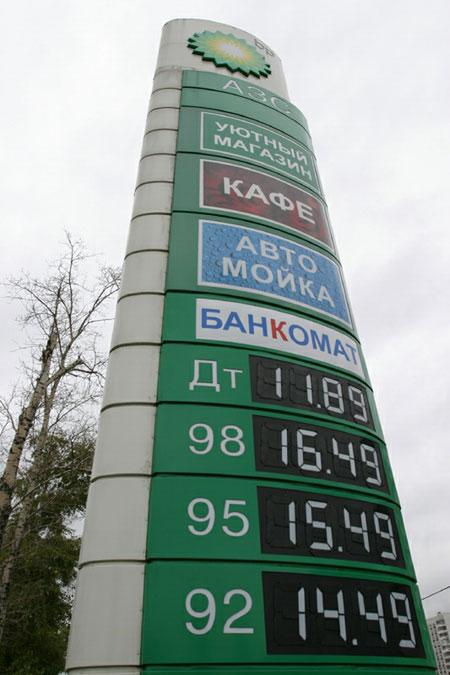 bp
АЗС
УЮТНЫЙ
МАГАЗИН
КАФЕ
АВТО
МОЙКА
БАНКОМАТ
Дт 11.89
98 16.49
95 15.49
92 14.49